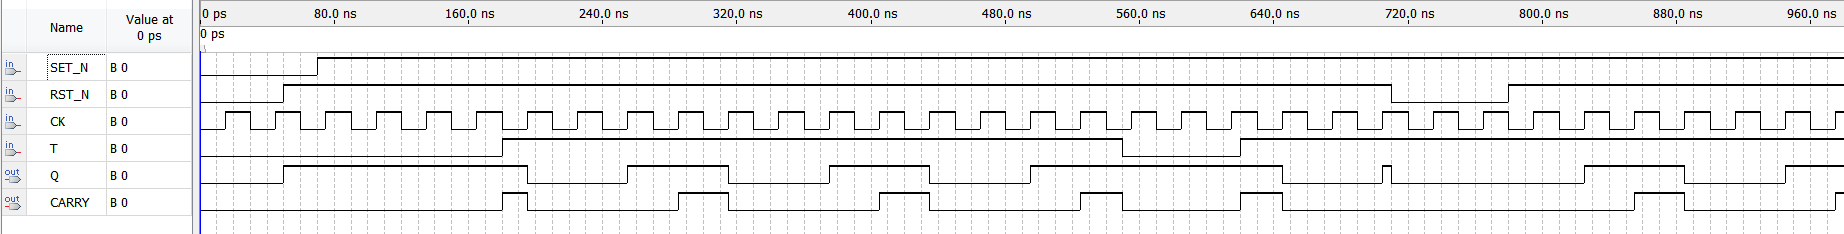 Name
Value at
0 ps
0 ps 80.0 ns 160.0 ns 240.0 ns 320.0 ns 400.0 ns 480.0 ns 560.0 ns 640.0 ns 720.0 ns 800.0 ns 880.0 ns 960.0 ns
0 ps
in SET_N B 0
in RST_N B 0
in CK B 0
in T B 0
out Q B 0
out CARRY B 0